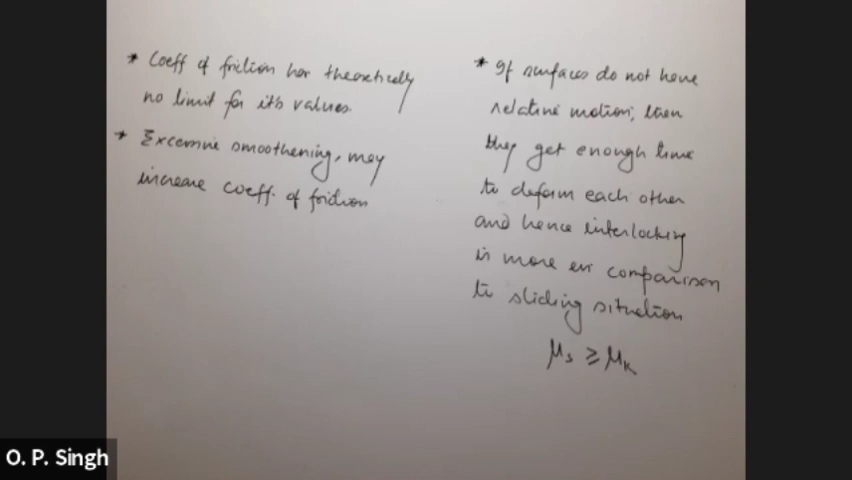 * Coeff of friction has theoretically
no limit for it's values.
* Excessive smoothening, may
increase coeff. of friction
* If surfaces do not have
relative motion, then
they get enough time
to deform each other
and hence interlocking
is more in comparison
to sliding situation
μs ≥ μk
O. P. Singh